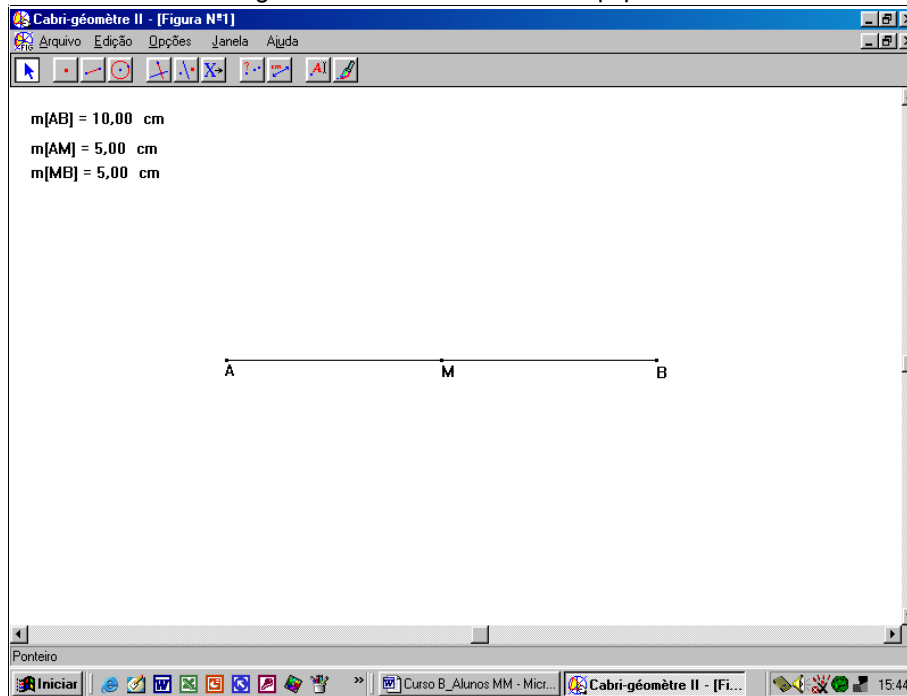 Cabri-géomètre II - [Figura Nº1]
Arquivo Edição Opções Janela Ajuda
m[AB] = 10,00 cm
m[AM] = 5,00 cm
m[MB] = 5,00 cm
A M B
Ponteiro
Iniciar » Curso B_Alunos MM - Micr... Cabri-géomètre II - [Fi... 15:44